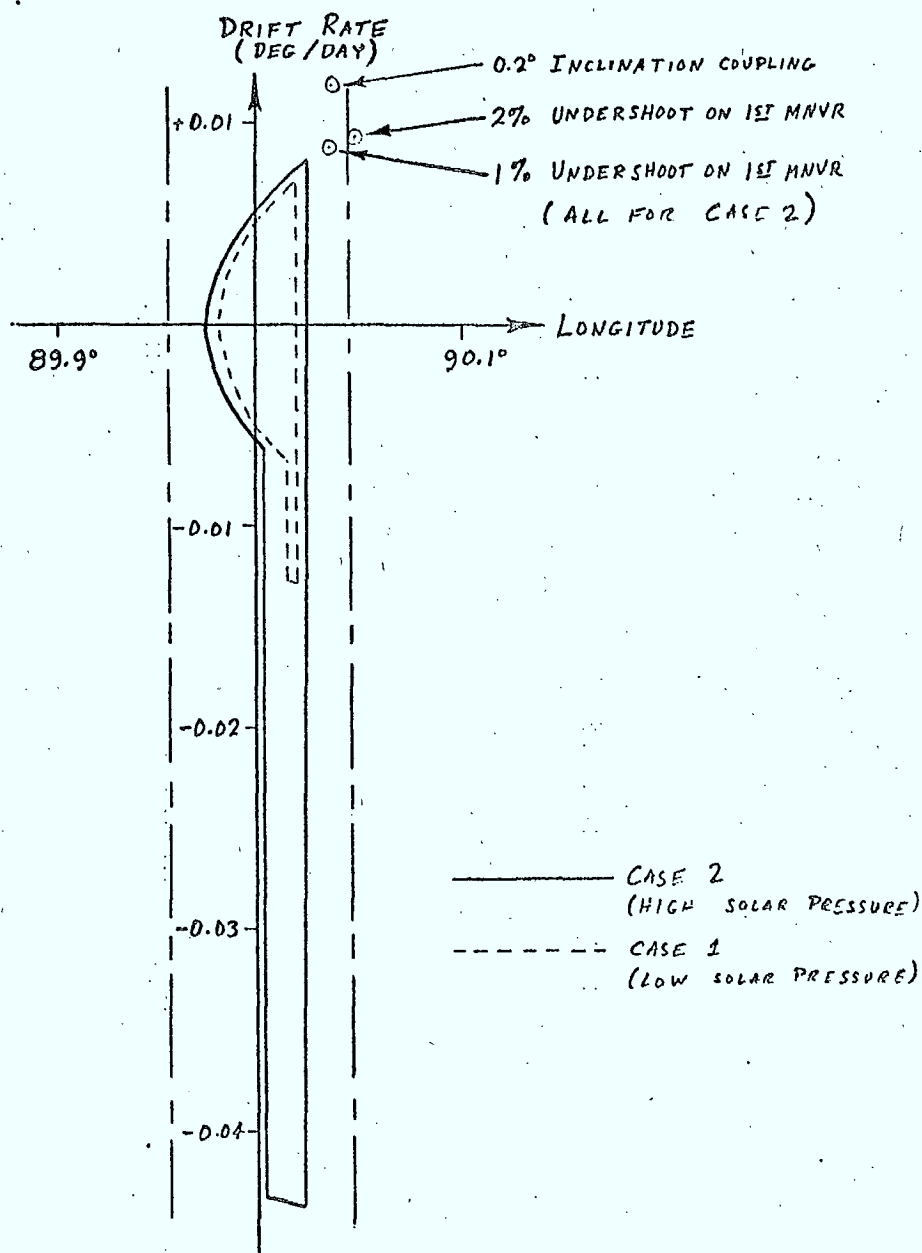 DRIFT RATE
(DEG/DAY)
0.2° INCLINATION COUPLING
+0.01
2% UNDERSHOOT ON 1ST MNVR
1% UNDERSHOOT ON 1ST MNVR
(ALL FOR CASE 2)
LONGITUDE
89.9°
90.1°
-0.01
-0.02
CASE 2
(HIGH SOLAR PRESSURE)
-0.03
CASE 1
(LOW SOLAR PRESSURE)
-0.04